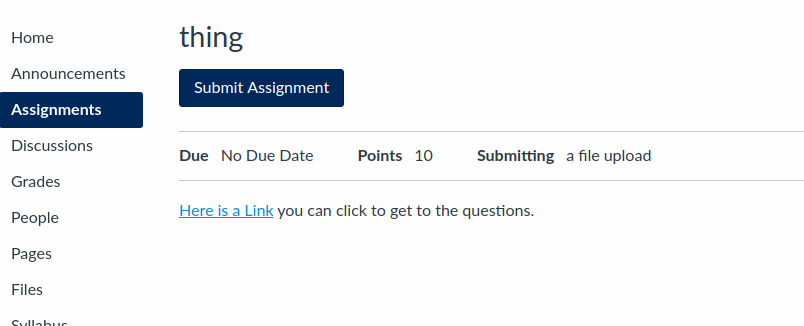 Home
Announcements
Assignments
Discussions
Grades
People
Pages
Files
Syllabus
thing
Submit Assignment
Due No Due Date Points 10 Submitting a file upload
Here is a Link you can click to get to the questions.